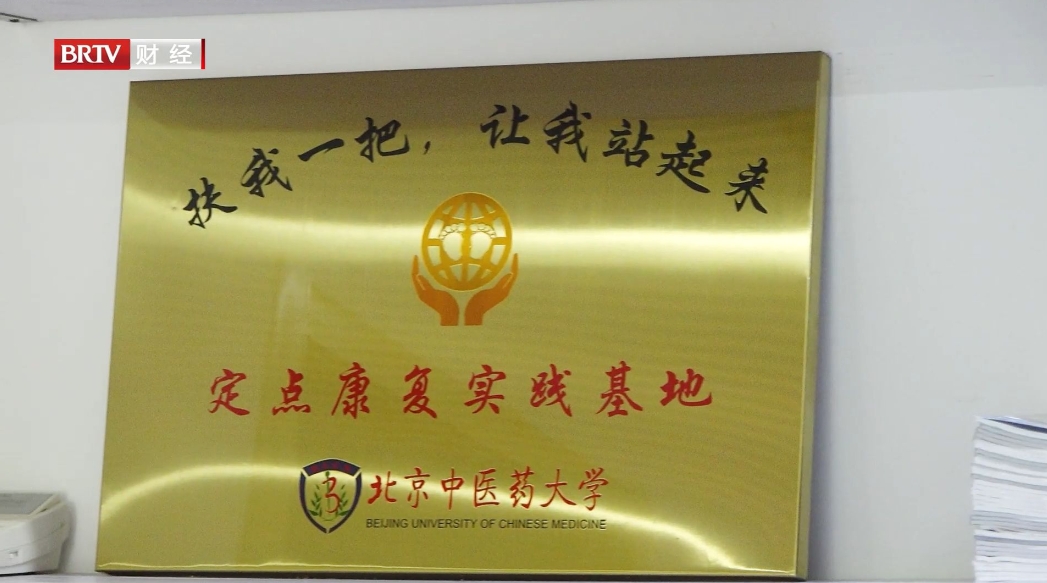 BRTV 财经
扶我一把，让我站起来
定点康复实践基地
北京中医药大学
BEIJING UNIVERSITY OF CHINESE MEDICINE